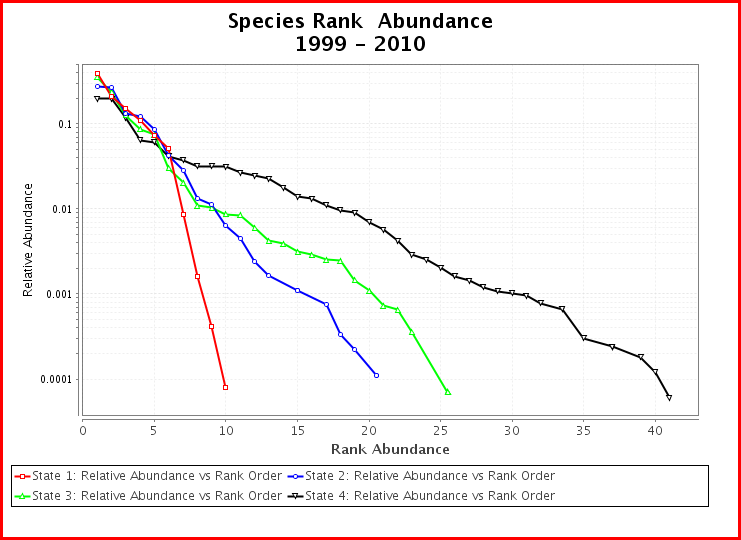 Species Rank  Abundance
1999 - 2010
Relative Abundance
0.1
0.01
0.001
0.0001
0 5 10 15 20 25 30 35 40
Rank Abundance
State 1: Relative Abundance vs Rank Order State 2: Relative Abundance vs Rank Order
State 3: Relative Abundance vs Rank Order State 4: Relative Abundance vs Rank Order